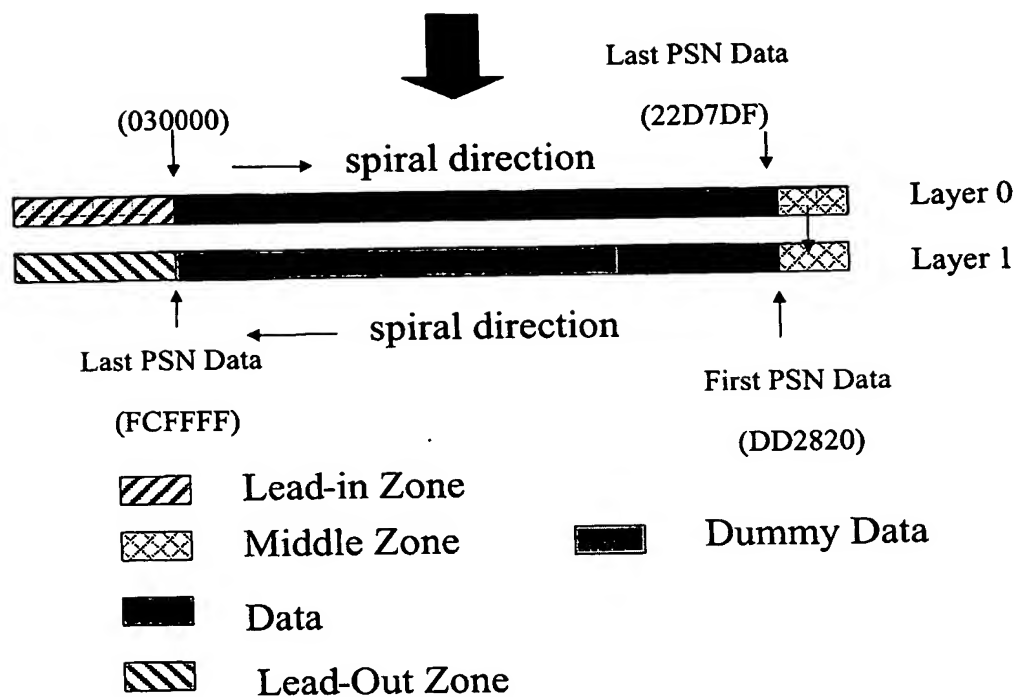 Last PSN Data
(030000)
(22D7DF)
spiral direction
Layer 0
Layer 1
spiral direction
Last PSN Data
(FCFFFF)
First PSN Data
(DD2820)
Lead-in Zone
Middle Zone
Dummy Data
Data
Lead-Out Zone